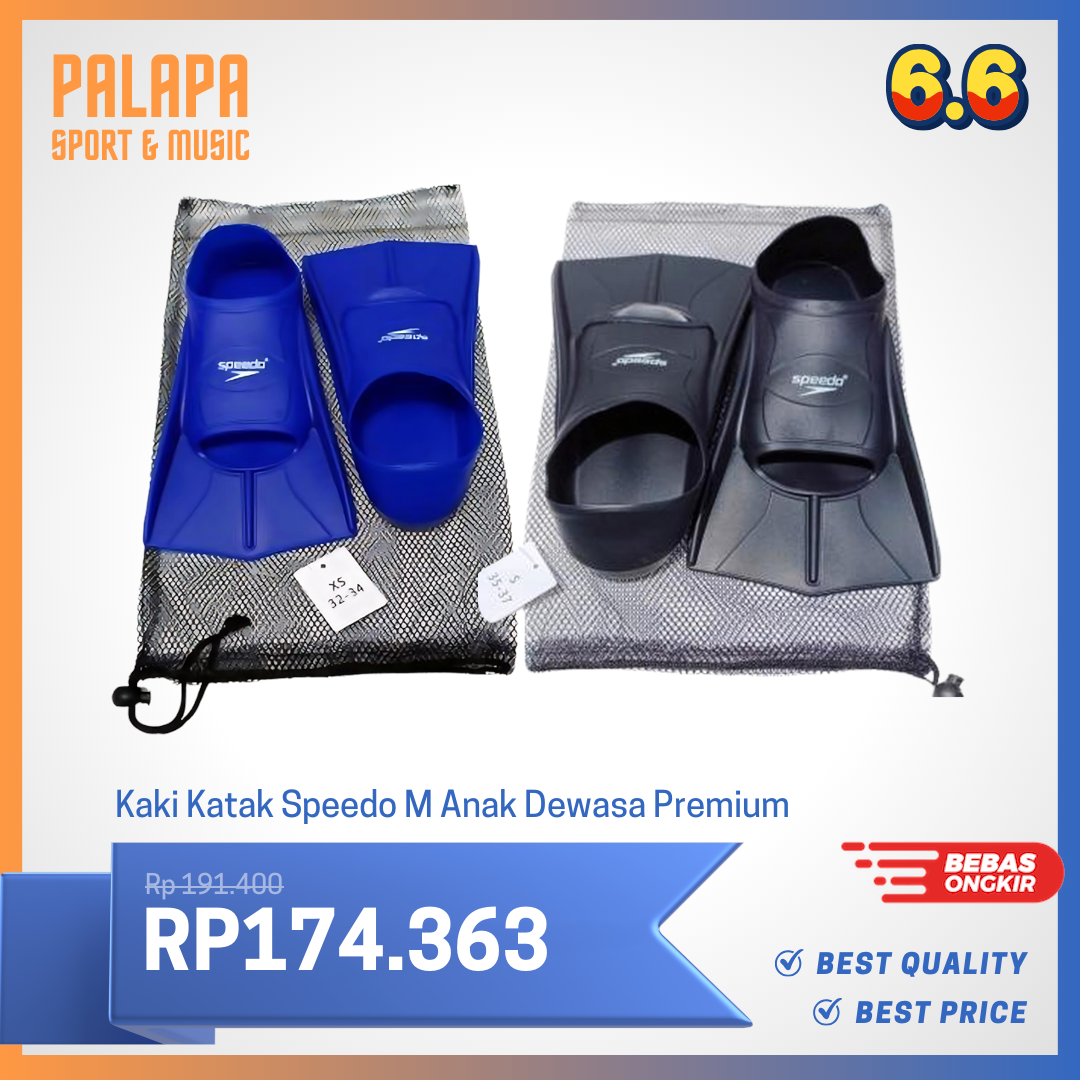 PALAPA
SPORT & MUSIC
6.6
speedo
speedo
speedo
speedo
XS
32-34
S
35-37
Kaki Katak Speedo M Anak Dewasa Premium
Rp 191.400
RP174.363
BEBAS
ONGKIR
BEST QUALITY
BEST PRICE